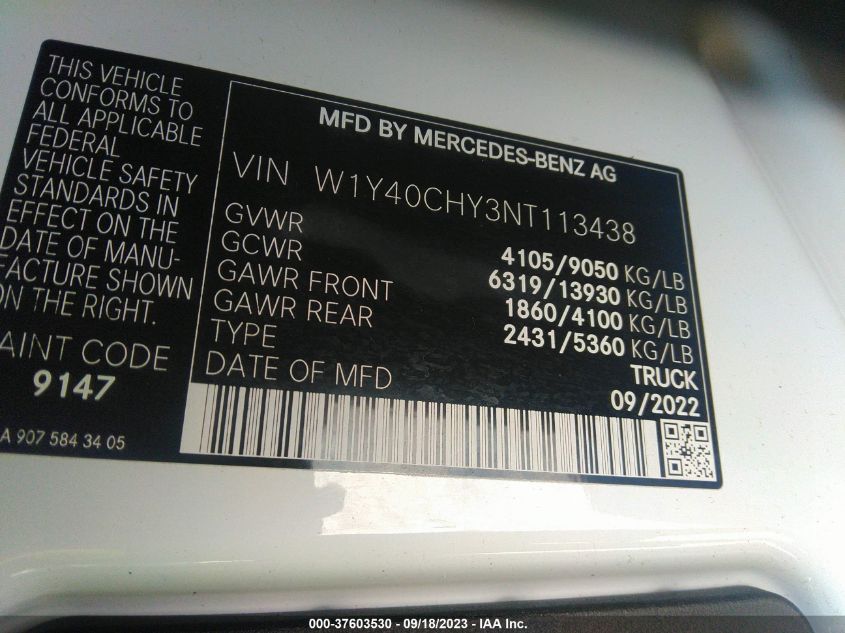 THIS VEHICLE
CONFORMS TO
ALL APPLICABLE
FEDERAL
VEHICLE SAFETY
STANDARDS IN
EFFECT ON THE
DATE OF MANU-
FACTURE SHOWN
ON THE RIGHT.
AINT CODE
9147
A 907 584 34 05
MFD BY MERCEDES-BENZ AG
VIN W1Y40CHY3NT113438
GVWR 4105/9050 KG/LB
GCWR 6319/13930 KG/LB
GAWR FRONT 1860/4100 KG/LB
GAWR REAR 2431/5360 KG/LB
TYPE TRUCK
DATE OF MFD 09/2022
000-37603530 - 09/18/2023 - IAA Inc.